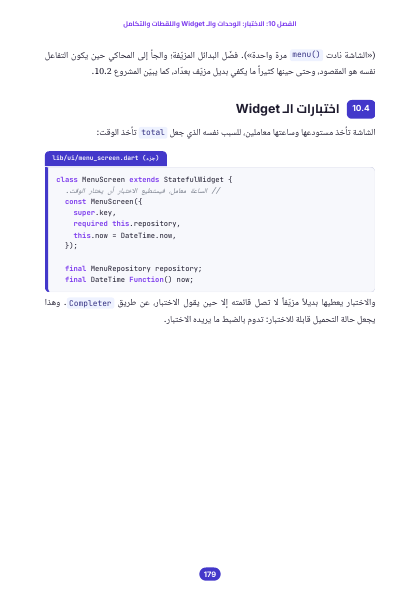 الفصل 10: الاختبار: الوحدات والـ Widget واللقطات والتكامل
(«الشاشة نادت menu() مرة واحدة»). فضّل البدائل المزيّفة؛ والجأ إلى المحاكي حين يكون التفاعل
نفسه هو المقصود، وحتى حينها كثيراً ما يكفي بديل مزيّف بعدّاد، كما يبيّن المشروع 10.2.
10.4 اختبارات الـ Widget
الشاشة تأخذ مستودعها وساعتها معاملين، للسبب نفسه الذي جعل total تأخذ الوقت:
lib/ui/menu_screen.dart (جزء)
class MenuScreen extends StatefulWidget {
// الساعة معامل، فيستطيع الاختبار أن يختار الوقت.
const MenuScreen({
super.key,
required this.repository,
this.now = DateTime.now,
});
final MenuRepository repository;
final DateTime Function() now;
والاختبار يعطيها بديلاً مزيّفاً لا تصل قائمته إلا حين يقول الاختبار، عن طريق Completer. وهذا
يجعل حالة التحميل قابلة للاختبار: تدوم بالضبط ما يريده الاختبار.
179